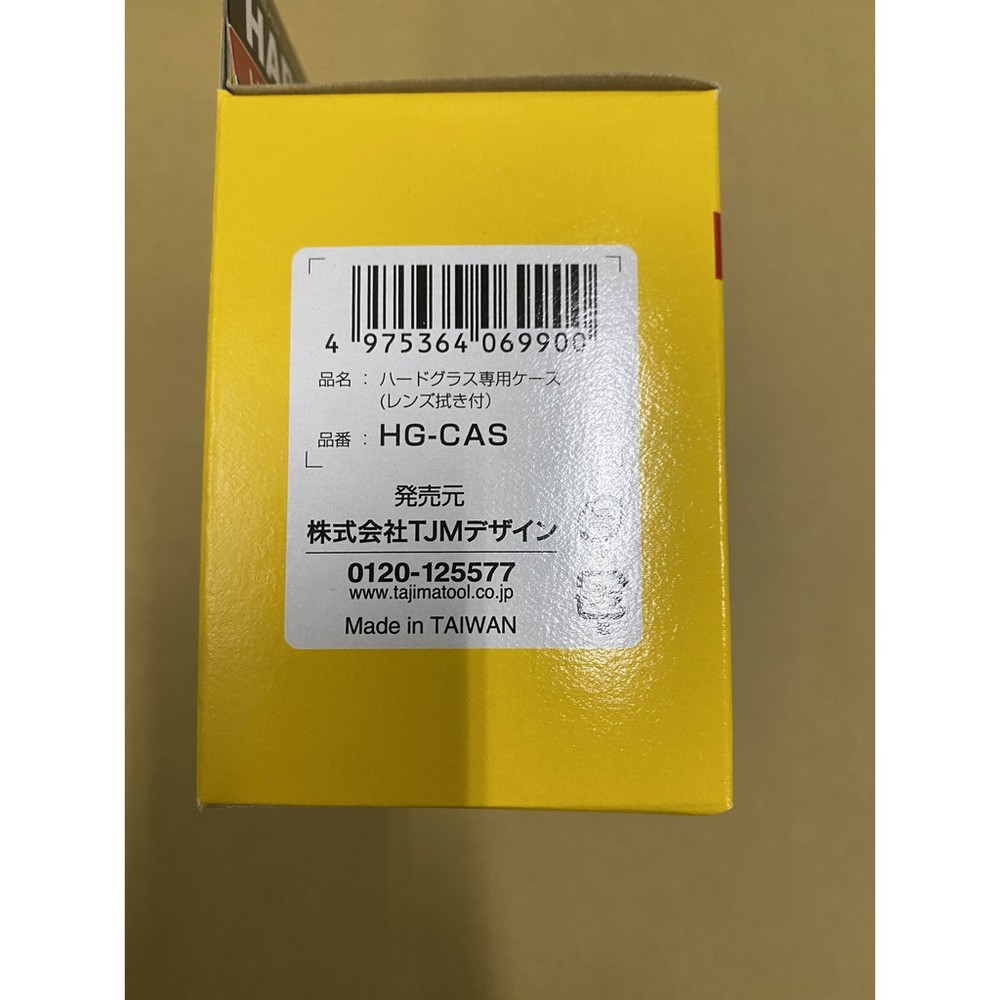 HAR
4 975364 069900
品名 : ハードグラス専用ケース
(レンズ拭き付)
品番 : HG-CAS
発売元
株式会社TJMデザイン
0120-125577
www.tajimatool.co.jp
Made in TAIWAN